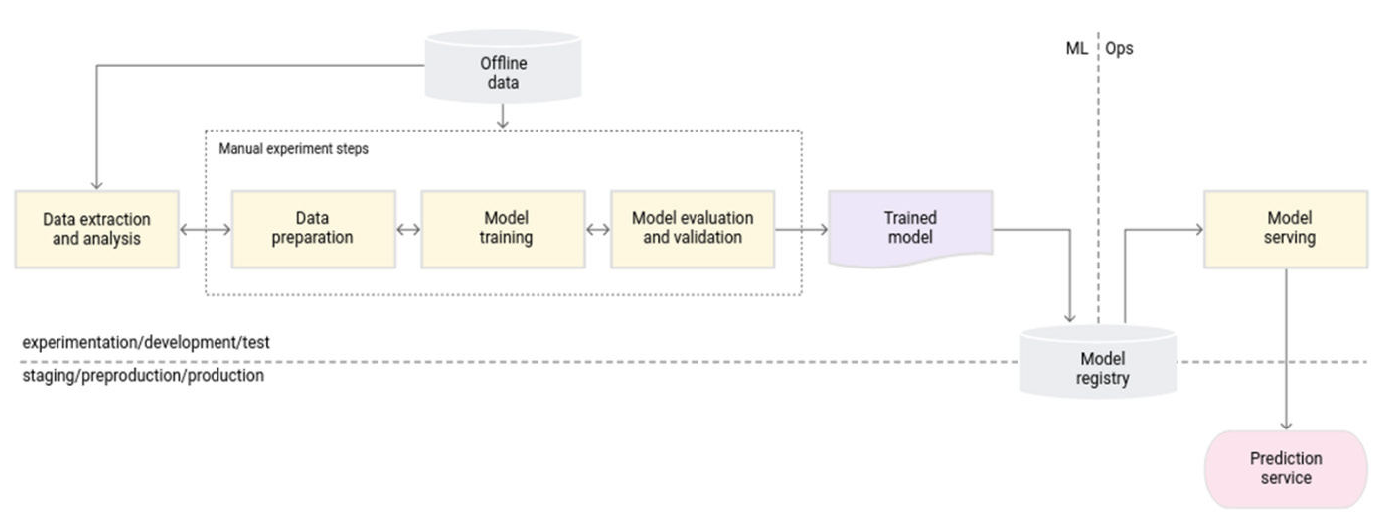 Offline
data
ML
Ops
Manual experiment steps
Data extraction
and analysis
Data
preparation
Model
training
Model evaluation
and validation
Trained
model
Model
serving
experimentation/development/test
staging/preproduction/production
Model
registry
Prediction
service